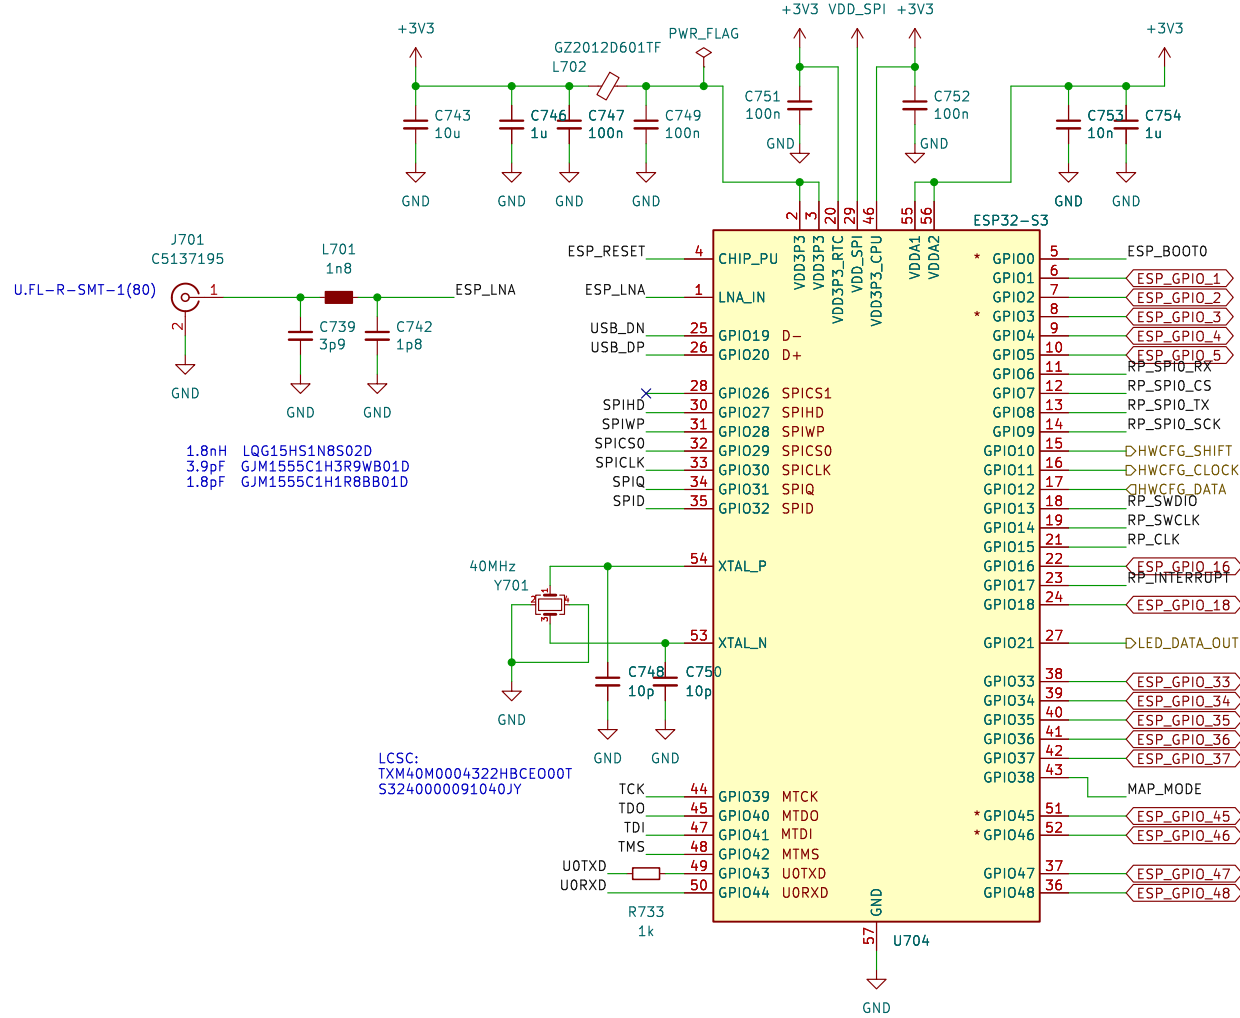 +3V3 VDD_SPI +3V3
+3V3
GZ2012D601TF
L702
PWR_FLAG
+3V3
C743
10u
C746
1u
C747
100n
C749
100n
C751
100n
C752
100n
C753
10n
C754
1u
GND
GND
GND
GND
GND
GND
GND
GND
2
3
20
29
46
55
56
ESP32-S3
VDD3P3
VDD3P3
VDD3P3_RTC
VDD_SPI
VDD3P3_CPU
VDDA1
VDDA2
J701
C5137195
U.FL-R-SMT-1(80)
1
2
GND
L701
1n8
ESP_LNA
C739
3p9
C742
1p8
GND
GND
1.8nH LQG15HS1N8S02D
3.9pF GJM1555C1H3R9WB01D
1.8pF GJM1555C1H1R8BB01D
ESP_RESET 4 CHIP_PU
ESP_LNA 1 LNA_IN
USB_DN 25 GPIO19 D-
USB_DP 26 GPIO20 D+
28 GPIO26 SPICS1
SPIHD 30 GPIO27 SPIHD
SPIWP 31 GPIO28 SPIWP
SPICS0 32 GPIO29 SPICS0
SPICLK 33 GPIO30 SPICLK
SPIQ 34 GPIO31 SPIQ
SPID 35 GPIO32 SPID
54 XTAL_P
53 XTAL_N
40MHz
Y701
1
2
3
4
GND
C748
10p
C750
10p
GND
GND
LCSC:
TXM40M0004322HBCEO00T
S3240000091040JY
TCK 44 GPIO39 MTCK
TDO 45 GPIO40 MTDO
TDI 47 GPIO41 MTDI
TMS 48 GPIO42 MTMS
U0TXD 49 GPIO43 U0TXD
U0RXD 50 GPIO44 U0RXD
R733
1k
* GPIO0 5 ESP_BOOT0
GPIO1 6 ESP_GPIO_1
GPIO2 7 ESP_GPIO_2
* GPIO3 8 ESP_GPIO_3
GPIO4 9 ESP_GPIO_4
GPIO5 10 ESP_GPIO_5
GPIO6 11 RP_SPI0_RX
GPIO7 12 RP_SPI0_CS
GPIO8 13 RP_SPI0_TX
GPIO9 14 RP_SPI0_SCK
GPIO10 15 HWCFG_SHIFT
GPIO11 16 HWCFG_CLOCK
GPIO12 17 HWCFG_DATA
GPIO13 18 RP_SWDIO
GPIO14 19 RP_SWCLK
GPIO15 21 RP_CLK
GPIO16 22 ESP_GPIO_16
GPIO17 23 RP_INTERRUPT
GPIO18 24 ESP_GPIO_18
GPIO21 27 LED_DATA_OUT
GPIO33 38 ESP_GPIO_33
GPIO34 39 ESP_GPIO_34
GPIO35 40 ESP_GPIO_35
GPIO36 41 ESP_GPIO_36
GPIO37 42 ESP_GPIO_37
GPIO38 43 MAP_MODE
* GPIO45 51 ESP_GPIO_45
* GPIO46 52 ESP_GPIO_46
GPIO47 37 ESP_GPIO_47
GPIO48 36 ESP_GPIO_48
GND
57
U704
GND